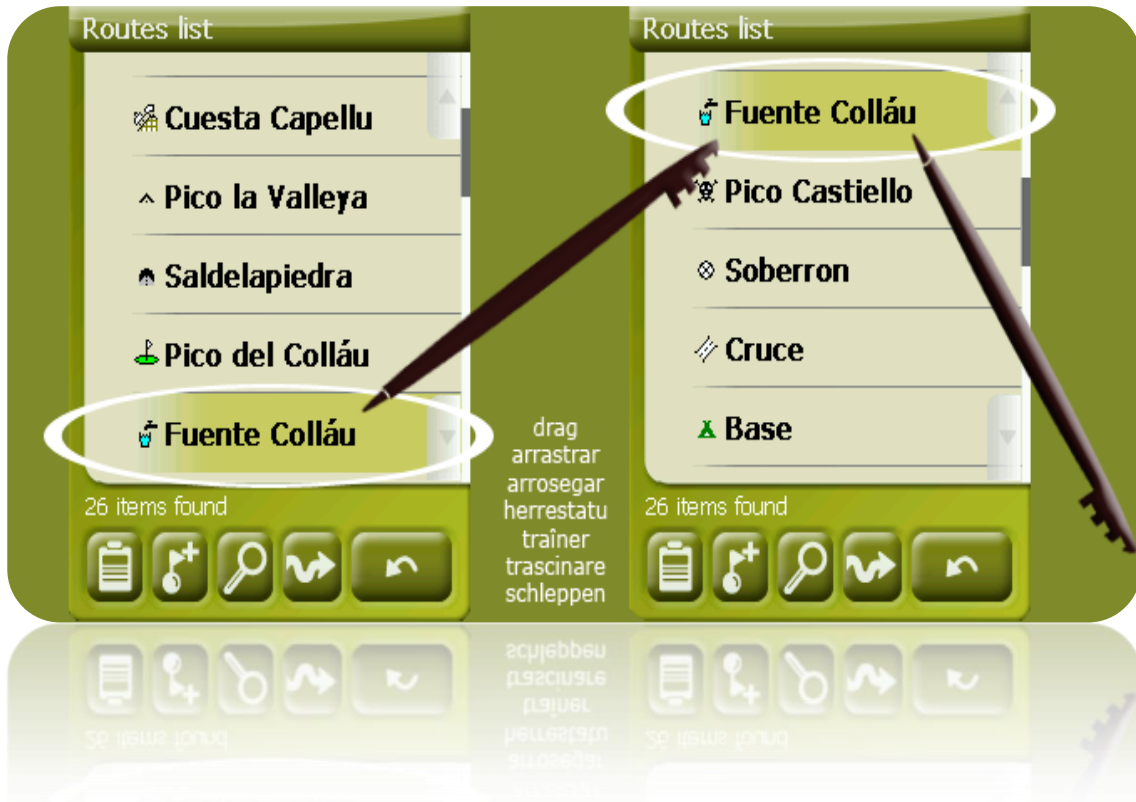 Routes list
Cuesta Capellu
Pico la Valleya
Saldelapiedra
Pico del Colláu
Fuente Colláu
26 items found
drag
arrastrar
arrosegar
herrestatu
traîner
trascinare
schleppen
Routes list
Fuente Colláu
Pico Castiello
Soberron
Cruce
Base
26 items found